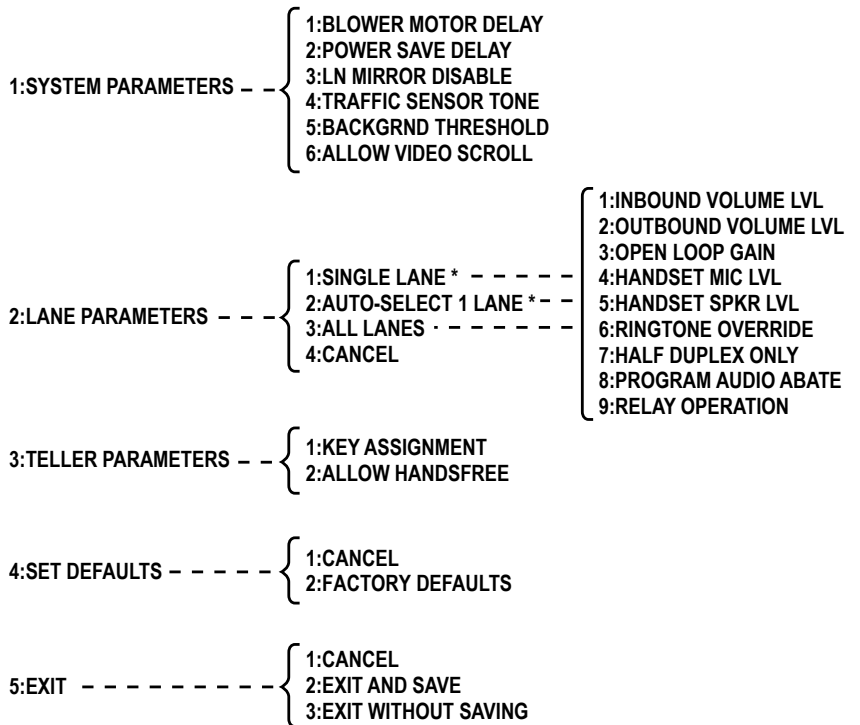 1:SYSTEM PARAMETERS
1:BLOWER MOTOR DELAY
2:POWER SAVE DELAY
3:LN MIRROR DISABLE
4:TRAFFIC SENSOR TONE
5:BACKGRND THRESHOLD
6:ALLOW VIDEO SCROLL
2:LANE PARAMETERS
1:SINGLE LANE *
2:AUTO-SELECT 1 LANE *
3:ALL LANES
4:CANCEL
1:INBOUND VOLUME LVL
2:OUTBOUND VOLUME LVL
3:OPEN LOOP GAIN
4:HANDSET MIC LVL
5:HANDSET SPKR LVL
6:RINGTONE OVERRIDE
7:HALF DUPLEX ONLY
8:PROGRAM AUDIO ABATE
9:RELAY OPERATION
3:TELLER PARAMETERS
1:KEY ASSIGNMENT
2:ALLOW HANDSFREE
4:SET DEFAULTS
1:CANCEL
2:FACTORY DEFAULTS
5:EXIT
1:CANCEL
2:EXIT AND SAVE
3:EXIT WITHOUT SAVING